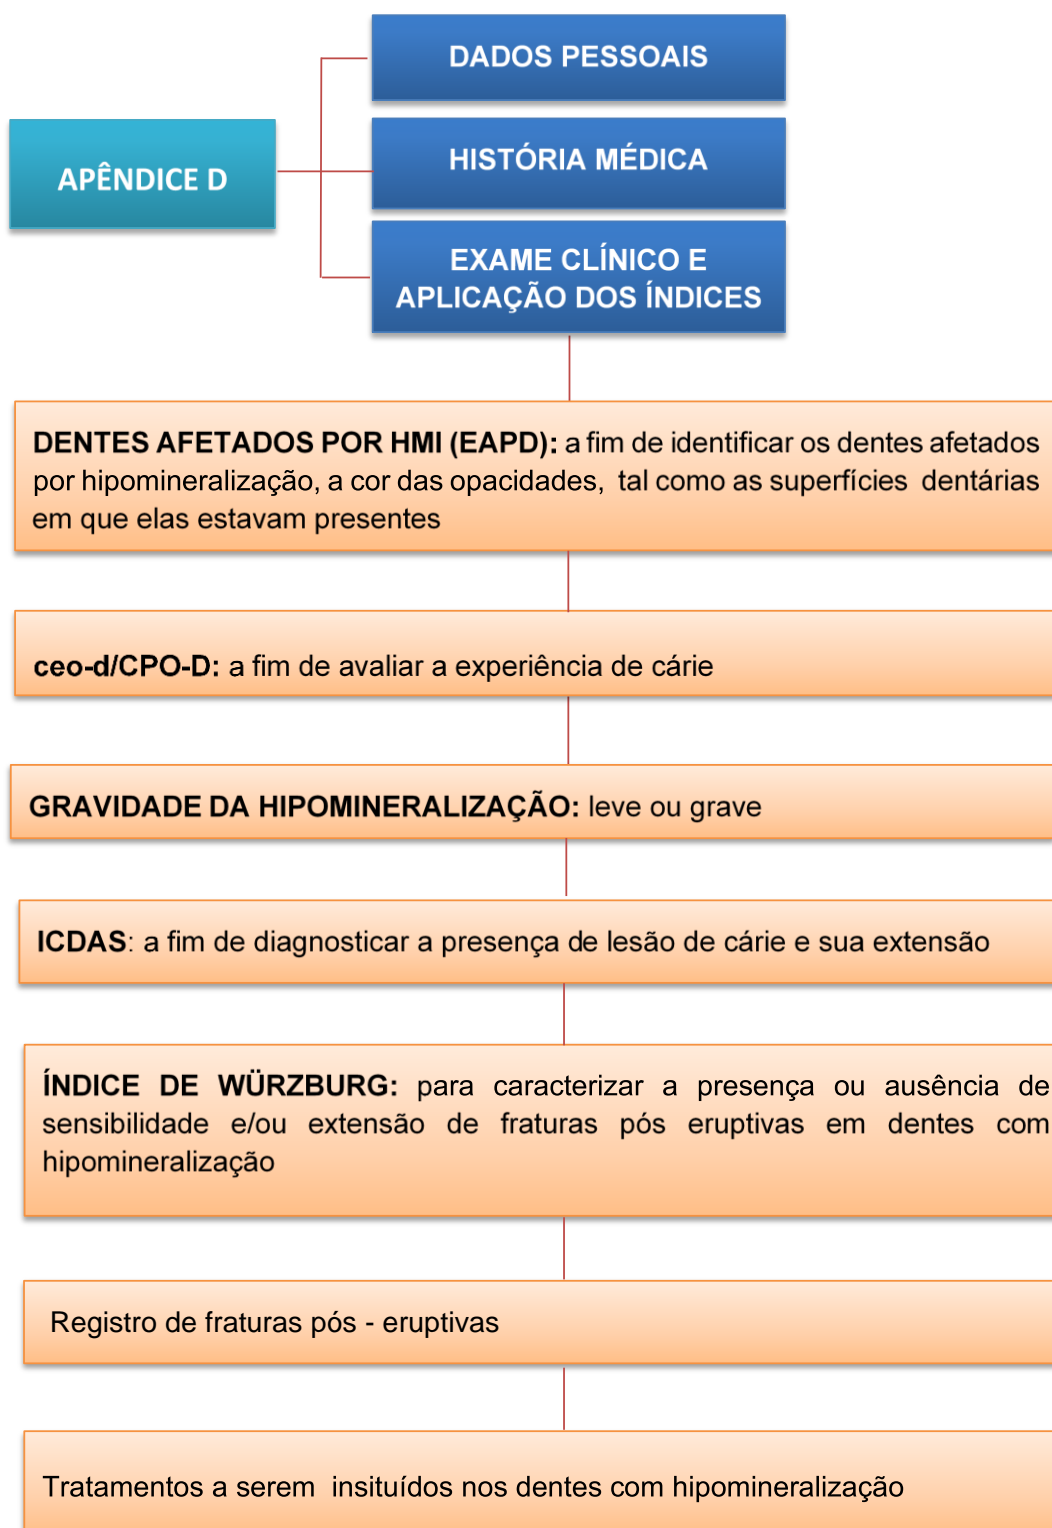 DADOS PESSOAIS
APÊNDICE D
HISTÓRIA MÉDICA
EXAME CLÍNICO E
APLICAÇÃO DOS ÍNDICES
DENTES AFETADOS POR HMI (EAPD): a fim de identificar os dentes afetados
por hipomineralização, a cor das opacidades, tal como as superfícies dentárias
em que elas estavam presentes
ceo-d/CPO-D: a fim de avaliar a experiência de cárie
GRAVIDADE DA HIPOMINERALIZAÇÃO: leve ou grave
ICDAS: a fim de diagnosticar a presença de lesão de cárie e sua extensão
ÍNDICE DE WÜRZBURG: para caracterizar a presença ou ausência de
sensibilidade e/ou extensão de fraturas pós eruptivas em dentes com
hipomineralização
Registro de fraturas pós - eruptivas
Tratamentos a serem insituídos nos dentes com hipomineralização